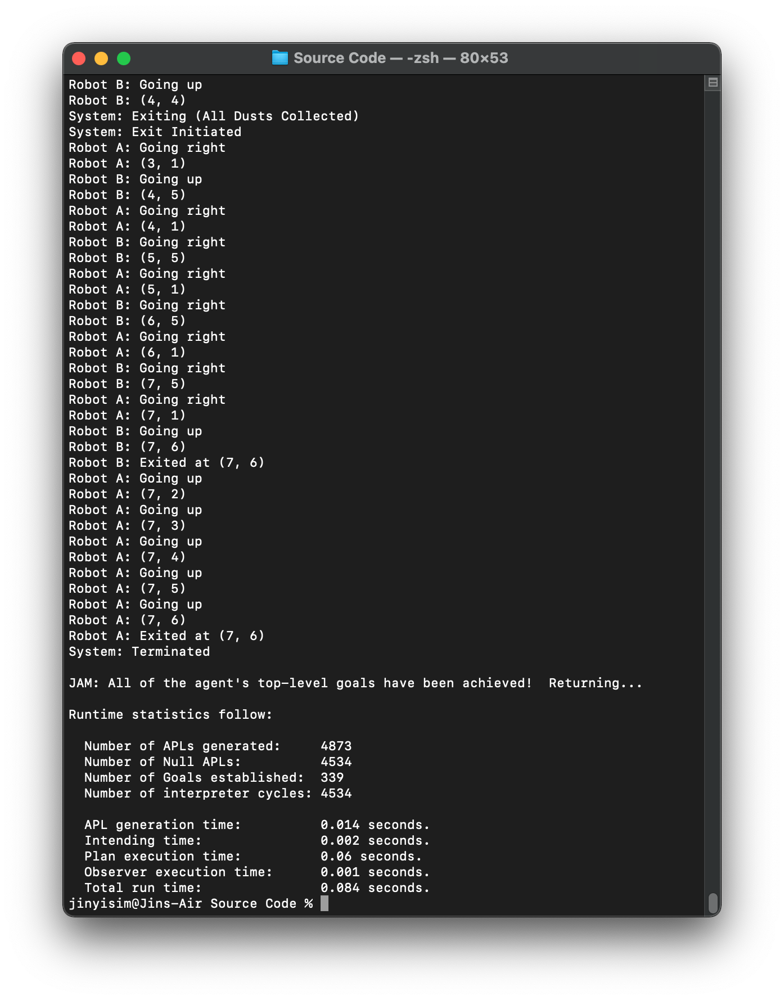 Source Code — -zsh — 80×53
Robot B: Going up
Robot B: (4, 4)
System: Exiting (All Dusts Collected)
System: Exit Initiated
Robot A: Going right
Robot A: (3, 1)
Robot B: Going up
Robot B: (4, 5)
Robot A: Going right
Robot A: (4, 1)
Robot B: Going right
Robot B: (5, 5)
Robot A: Going right
Robot A: (5, 1)
Robot B: Going right
Robot B: (6, 5)
Robot A: Going right
Robot A: (6, 1)
Robot B: Going right
Robot B: (7, 5)
Robot A: Going right
Robot A: (7, 1)
Robot B: Going up
Robot B: (7, 6)
Robot B: Exited at (7, 6)
Robot A: Going up
Robot A: (7, 2)
Robot A: Going up
Robot A: (7, 3)
Robot A: Going up
Robot A: (7, 4)
Robot A: Going up
Robot A: (7, 5)
Robot A: Going up
Robot A: (7, 6)
Robot A: Exited at (7, 6)
System: Terminated
JAM: All of the agent's top-level goals have been achieved!  Returning...
Runtime statistics follow:
Number of APLs generated:     4873
Number of Null APLs:          4534
Number of Goals established:  339
Number of interpreter cycles: 4534
APL generation time:          0.014 seconds.
Intending time:               0.002 seconds.
Plan execution time:          0.06 seconds.
Observer execution time:      0.001 seconds.
Total run time:               0.084 seconds.
jinyisim@Jins-Air Source Code %